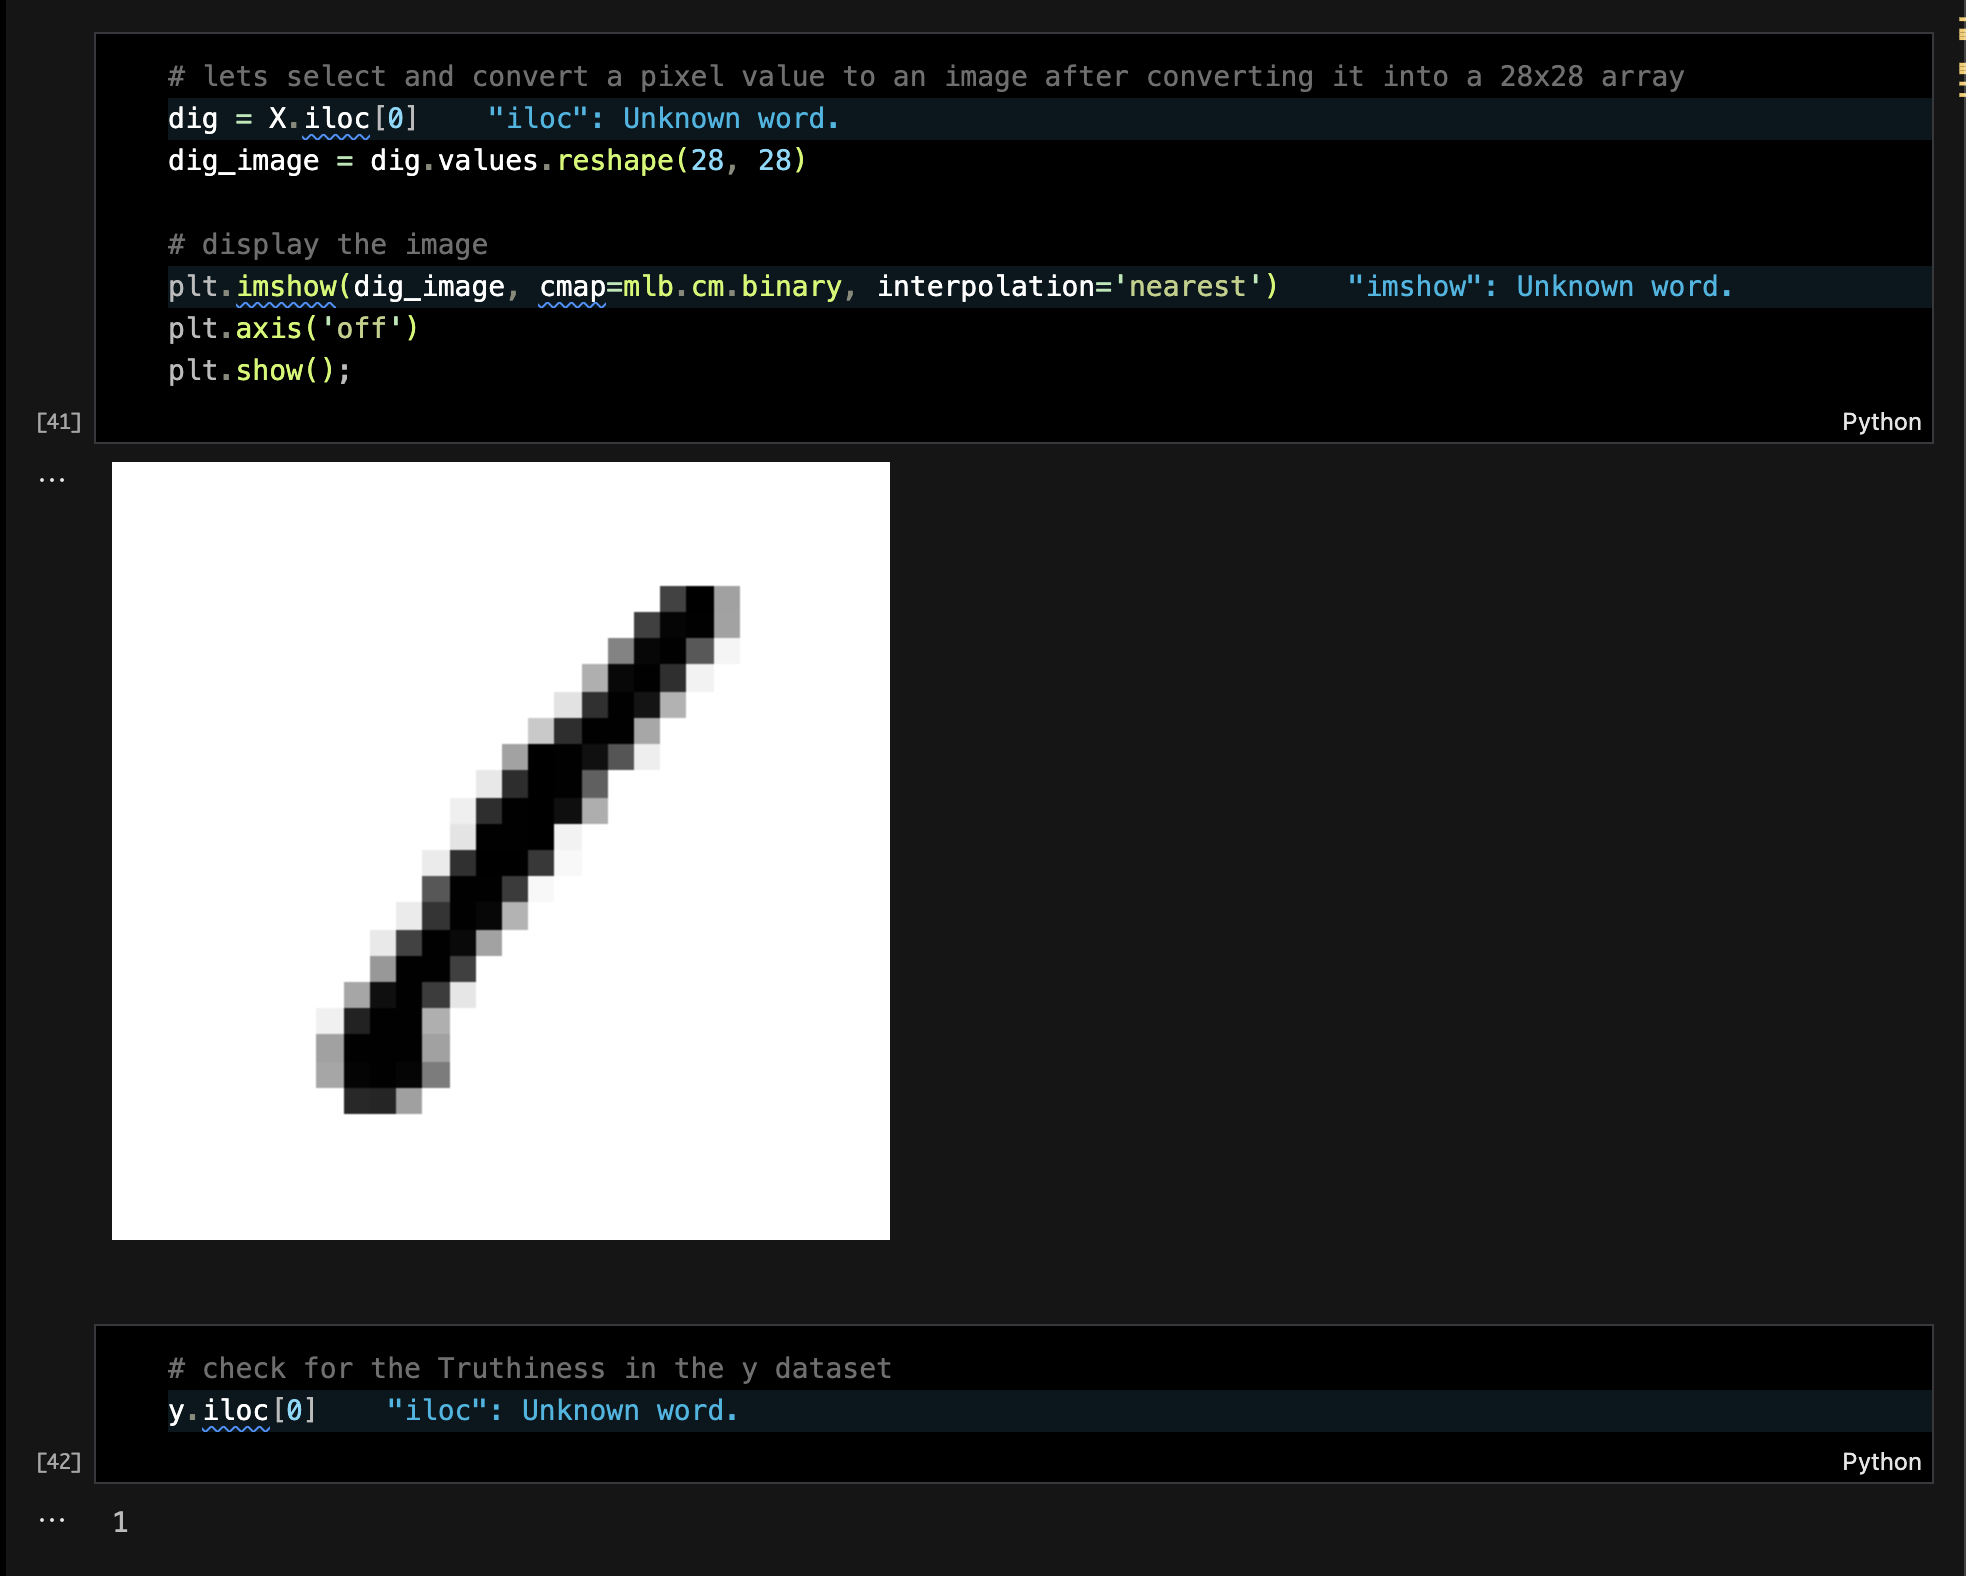 # lets select and convert a pixel value to an image after converting it into a 28x28 array
dig = X.iloc[0]    "iloc": Unknown word.
dig_image = dig.values.reshape(28, 28)
# display the image
plt.imshow(dig_image, cmap=mlb.cm.binary, interpolation='nearest')    "imshow": Unknown word.
plt.axis('off')
plt.show();
[41]
Python
...
# check for the Truthiness in the y dataset
y.iloc[0]    "iloc": Unknown word.
[42]
Python
...
1